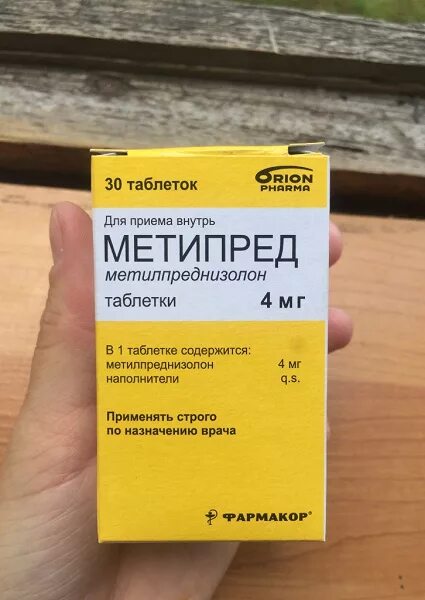 30 таблеток
ORION
PHARMA
Для приема внутрь
МЕТИПРЕД
метилпреднизолон
таблетки 4 мг
В 1 таблетке содержится:
метилпреднизолон 4 мг
наполнители q.s.
Применять строго
по назначению врача
ФАРМАКОР®